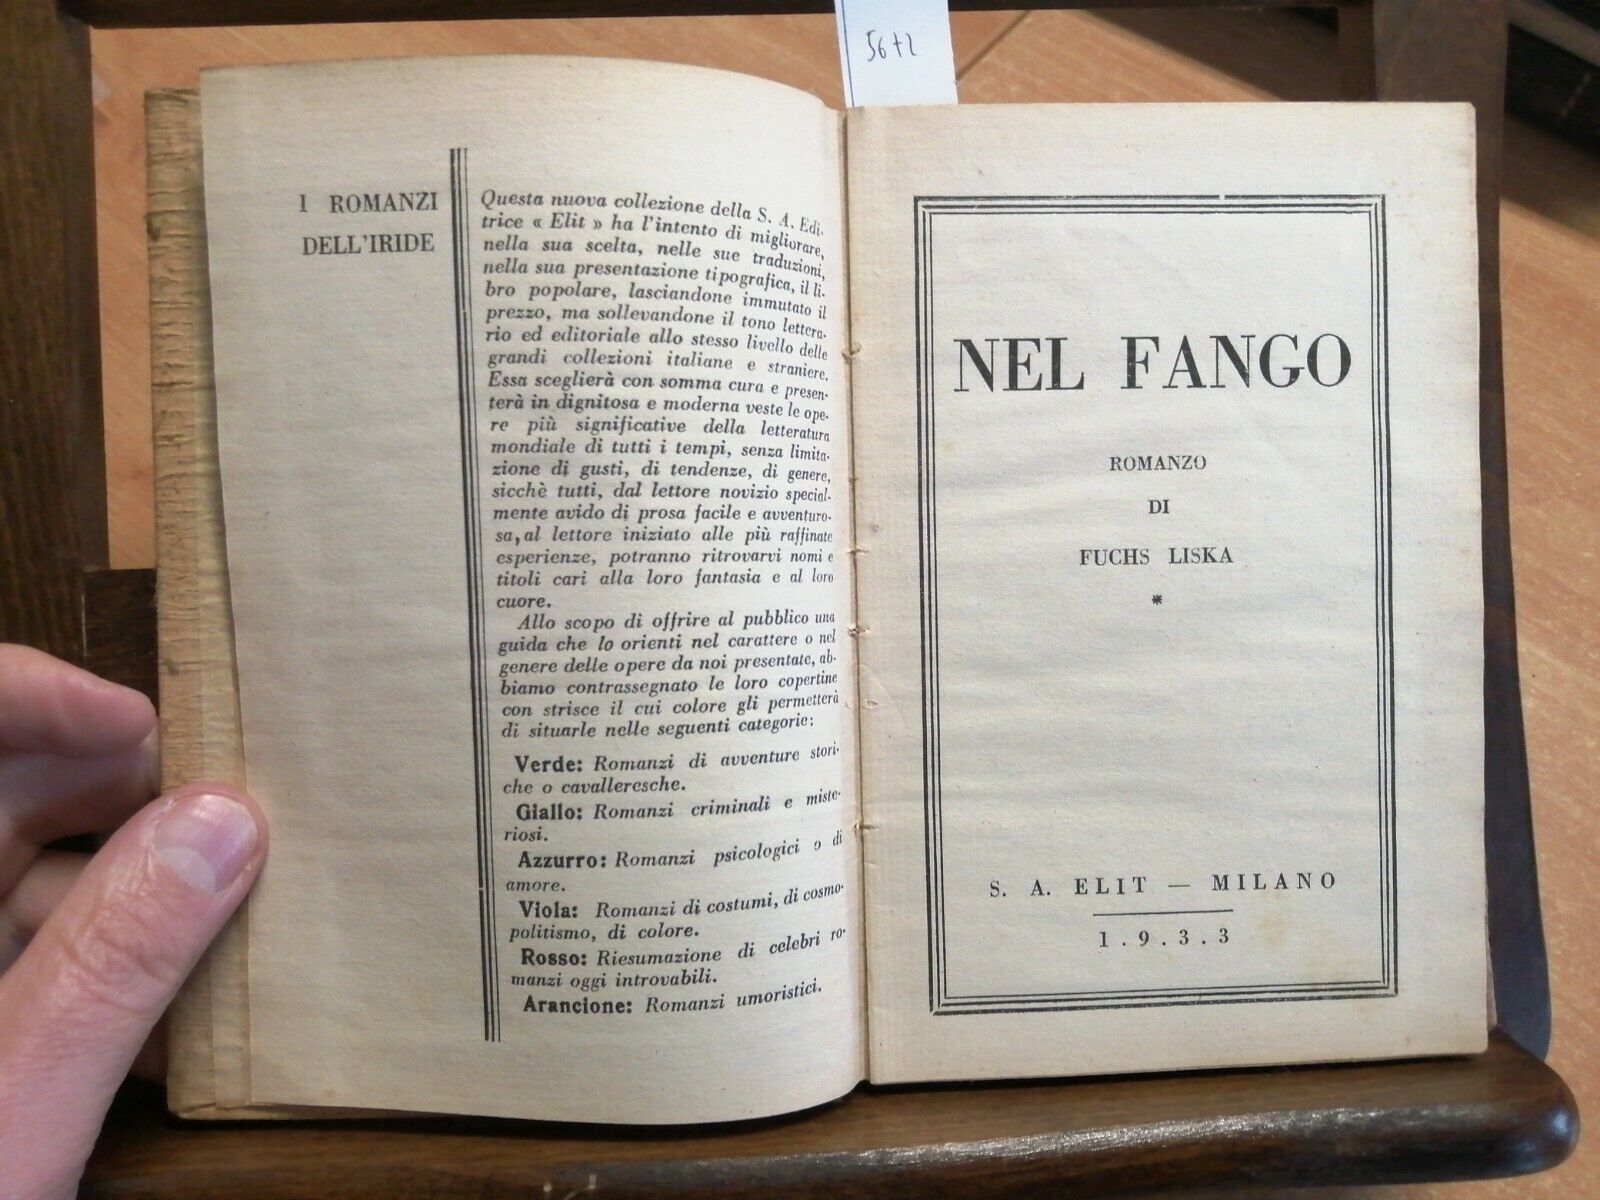 56+2
I ROMANZI
DELL'IRIDE
Questa nuova collezione della S. A. Edi-
trice « Elit » ha l'intento di migliorare,
nella sua scelta, nelle sue traduzioni,
nella sua presentazione tipografica, il li-
bro popolare, lasciandone immutato il
prezzo, ma sollevandone il tono lettera-
rio ed editoriale allo stesso livello delle
grandi collezioni italiane e straniere.
Essa sceglierà con somma cura e presen-
terà in dignitosa e moderna veste le ope-
re più significative della letteratura
mondiale di tutti i tempi, senza limita-
zione di gusti, di tendenze, di genere,
sicchè tutti, dal lettore novizio special-
mente avido di prosa facile e avventuro-
sa, al lettore iniziato alle più raffinate
esperienze, potranno ritrovarvi nomi e
titoli cari alla loro fantasia e al loro
cuore.
Allo scopo di offrire al pubblico una
guida che lo orienti nel carattere o nel
genere delle opere da noi presentate, ab-
biamo contrassegnato le loro copertine
con strisce il cui colore gli permetterà
di situarle nelle seguenti categorie:
Verde: Romanzi di avventure stori-
che o cavalleresche.
Giallo: Romanzi criminali e miste-
riosi.
Azzurro: Romanzi psicologici o di
amore.
Viola: Romanzi di costumi, di cosmo-
politismo, di colore.
Rosso: Riesumazione di celebri ro-
manzi oggi introvabili.
Arancione: Romanzi umoristici.
NEL FANGO
ROMANZO
DI
FUCHS LISKA
*
S. A. ELIT — MILANO
1.9.3.3